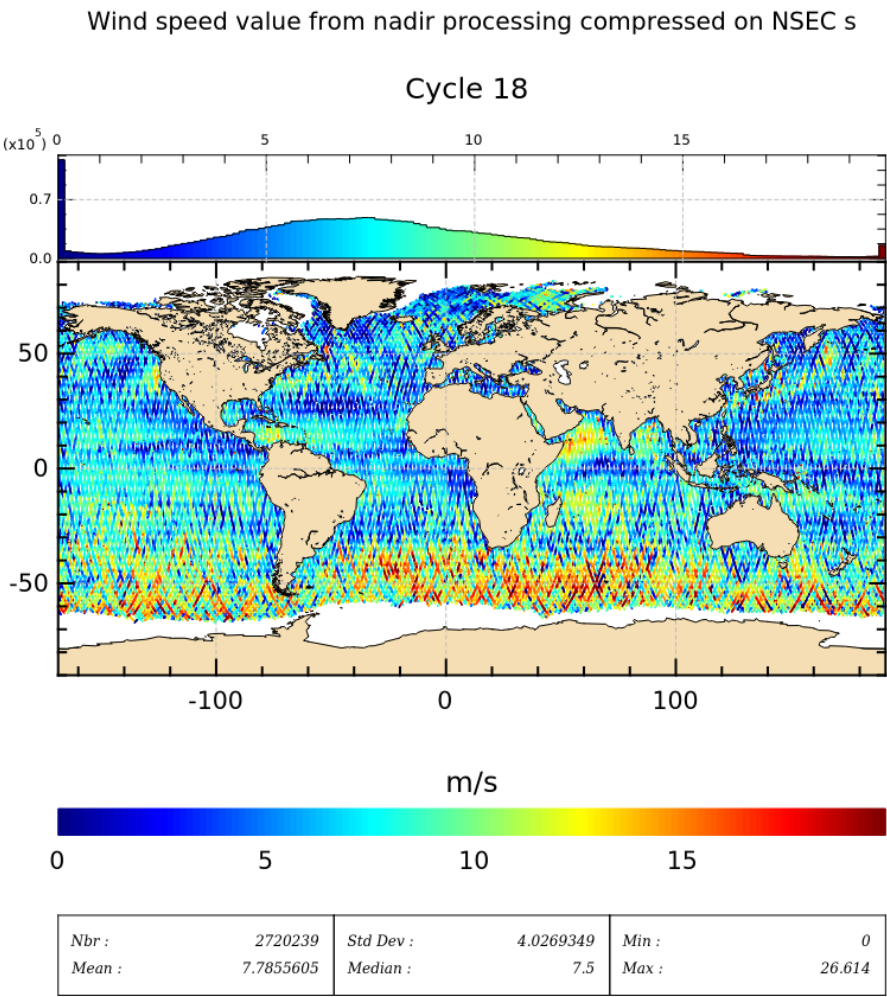 Wind speed value from nadir processing compressed on NSEC s
Cycle 18
(x10^5) 0 5 10 15
0.7
0.0
50
0
-50
-100 0 100
m/s
0 5 10 15
Nbr : 2720239 Std Dev : 4.0269349 Min : 0
Mean : 7.7855605 Median : 7.5 Max : 26.614